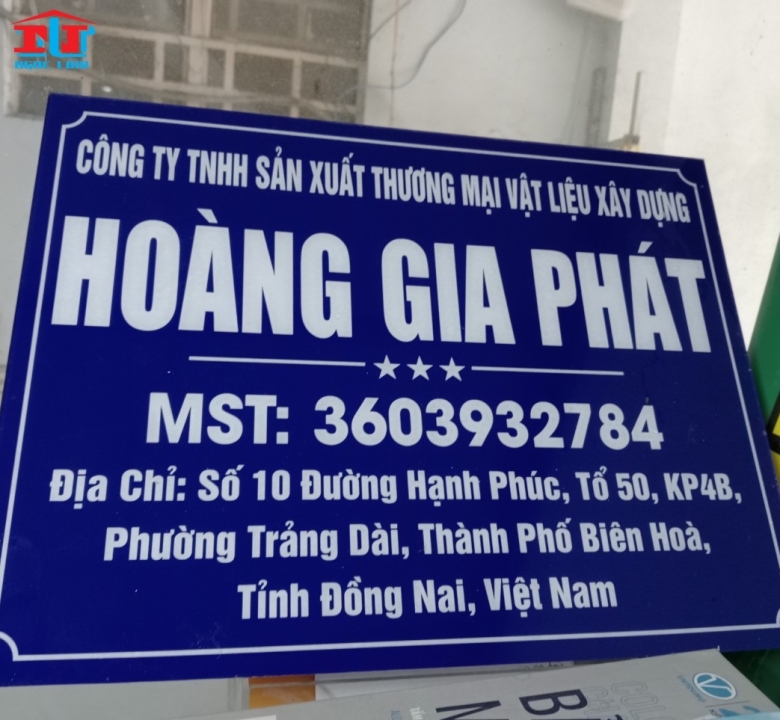 CÔNG TY TNHH SẢN XUẤT THƯƠNG MẠI VẬT LIỆU XÂY DỰNG
HOÀNG GIA PHÁT
MST: 3603932784
Địa Chỉ: Số 10 Đường Hạnh Phúc, Tổ 50, KP4B,
Phường Trảng Dài, Thành Phố Biên Hoà,
Tỉnh Đồng Nai, Việt Nam